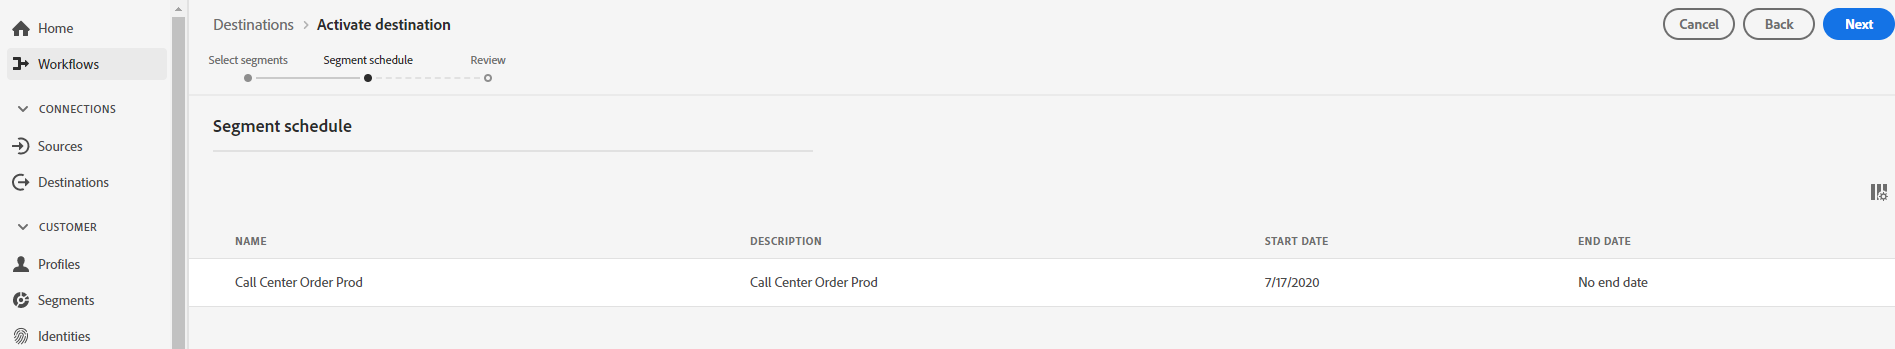 Home
Workflows
CONNECTIONS
Sources
Destinations
CUSTOMER
Profiles
Segments
Identities
Destinations > Activate destination
Cancel
Back
Next
Select segments
Segment schedule
Review
Segment schedule
NAME DESCRIPTION START DATE END DATE
Call Center Order Prod Call Center Order Prod 7/17/2020 No end date